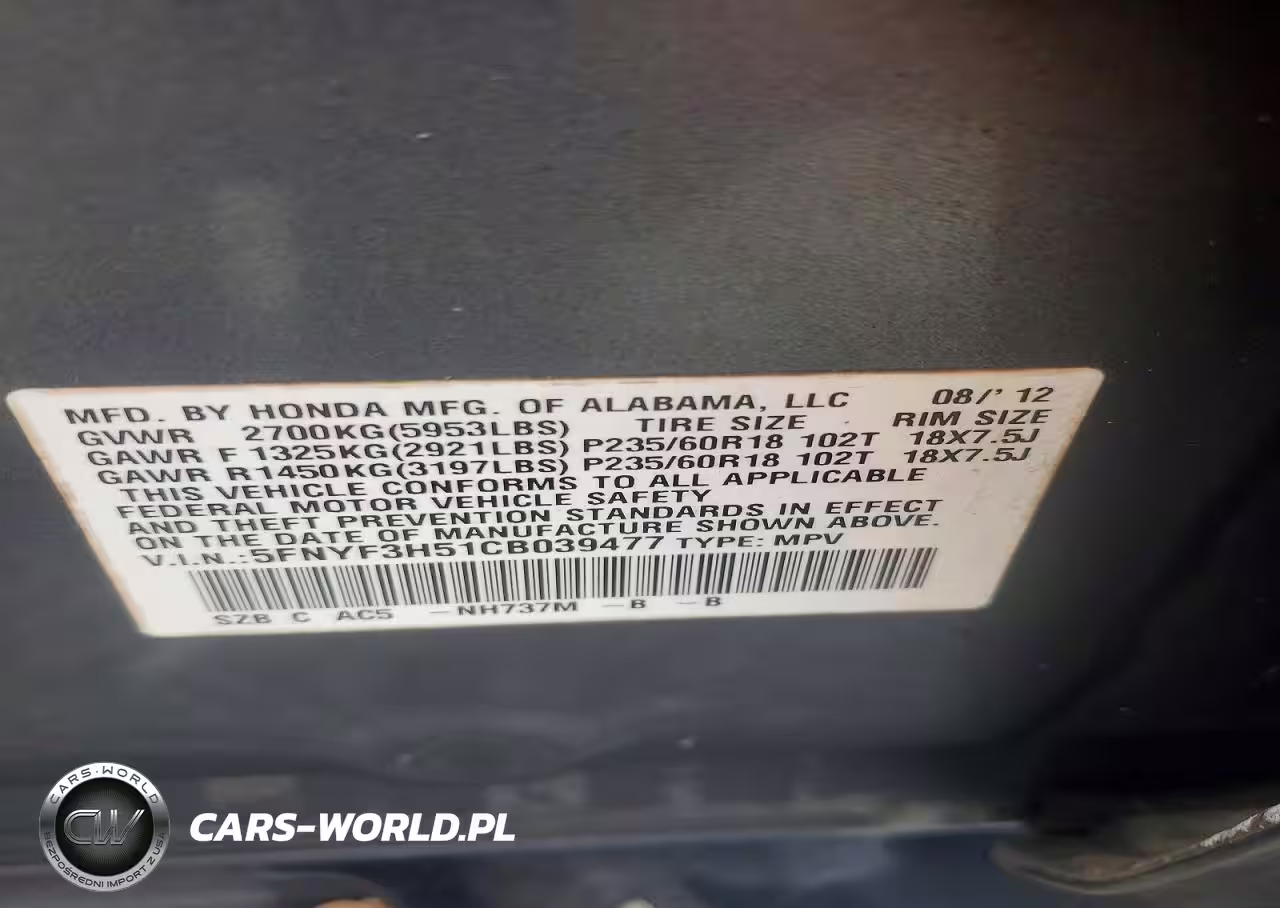 MFD. BY HONDA MFG. OF ALABAMA, LLC 08/' 12
GVWR 2700KG(5953LBS) TIRE SIZE RIM SIZE
GAWR F 1325KG(2921LBS) P235/60R18 102T 18X7.5J
GAWR R1450KG(3197LBS) P235/60R18 102T 18X7.5J
THIS VEHICLE CONFORMS TO ALL APPLICABLE
FEDERAL MOTOR VEHICLE SAFETY
AND THEFT PREVENTION STANDARDS IN EFFECT
ON THE DATE OF MANUFACTURE SHOWN ABOVE.
V.I.N.:5FNYF3H51CB039477 TYPE: MPV
SZB C AC5 -NH737M -B -B
CARS-WORLD
CW
BEZPOŚREDNI IMPORT Z USA
CARS-WORLD.PL